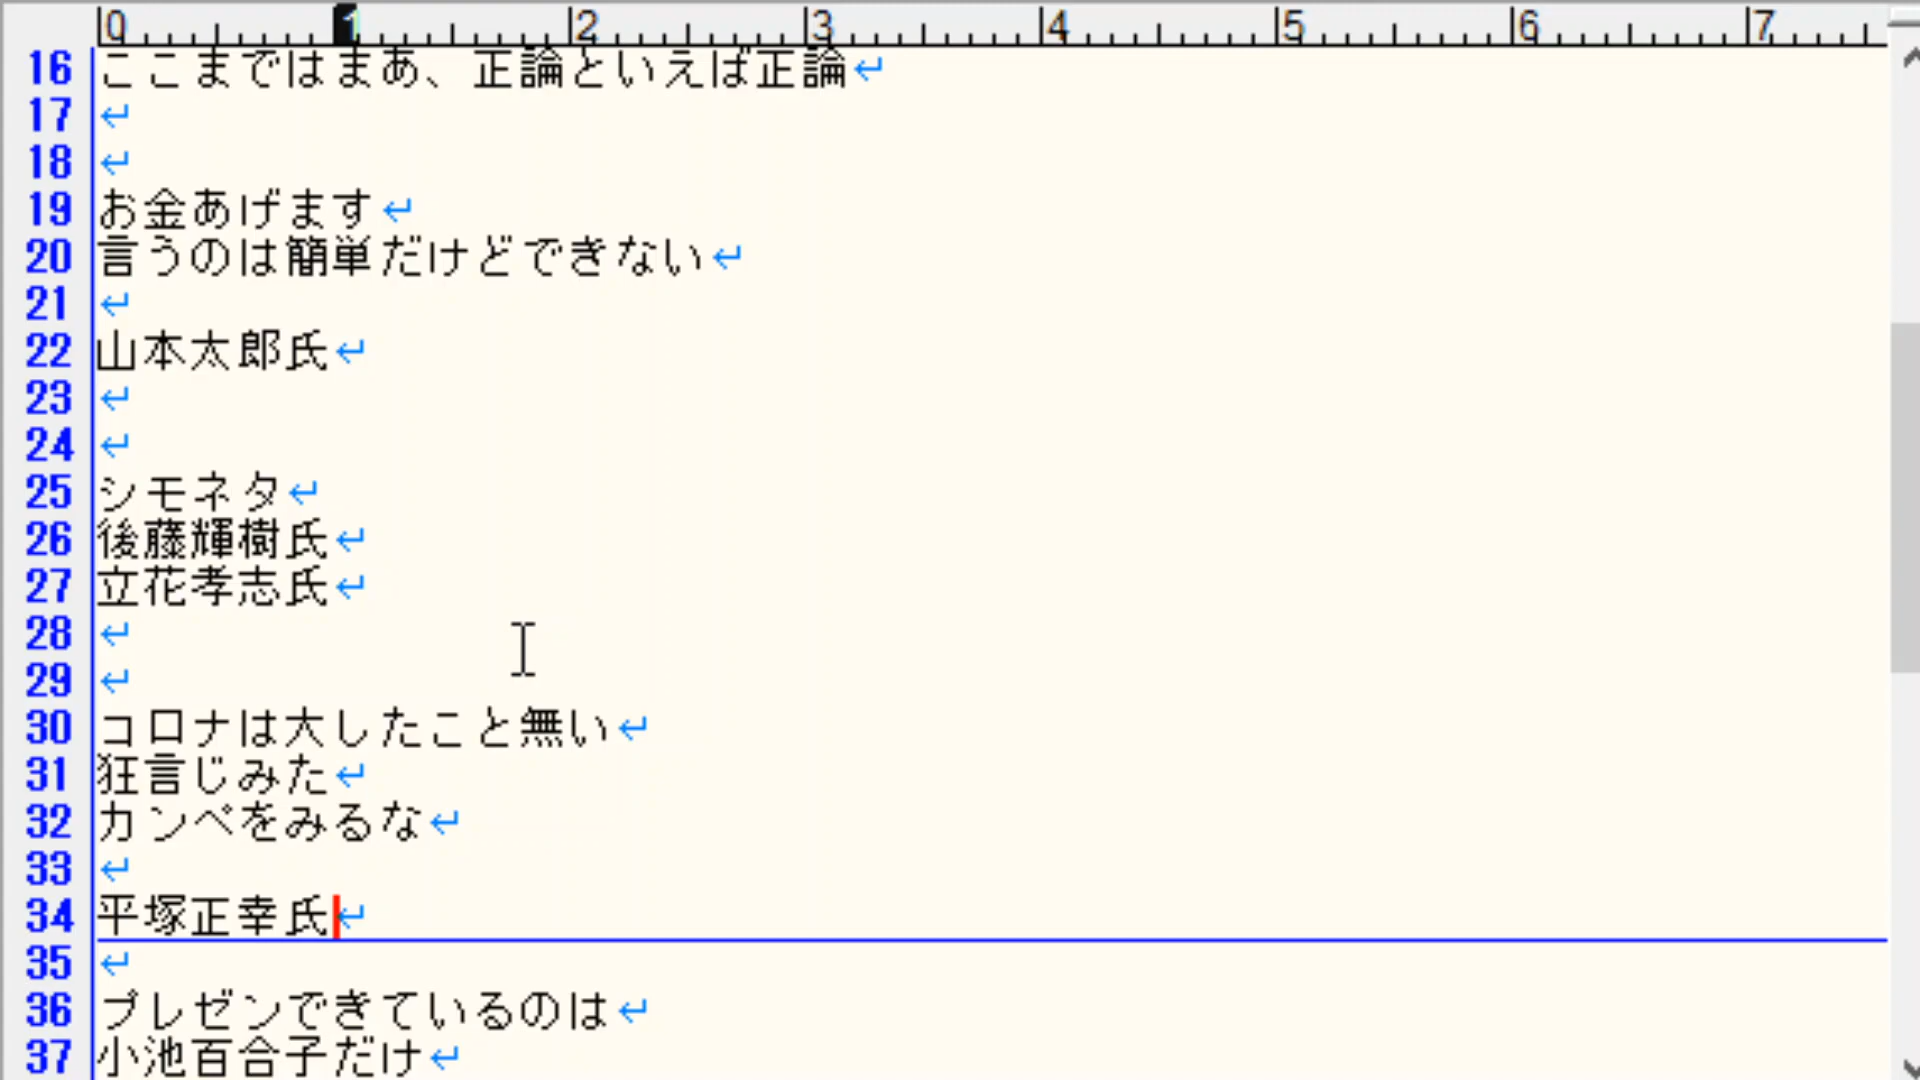 0 1 2 3 4 5 6 7
16 ここまではまあ、正論といえば正論
17
18
19 お金あげます
20 言うのは簡単だけどできない
21
22 山本太郎氏
23
24
25 シモネタ
26 後藤輝樹氏
27 立花孝志氏
28
29
30 コロナは大したこと無い
31 狂言じみた
32 カンペをみるな
33
34 平塚正幸氏
35
36 プレゼンできているのは
37 小池百合子だけ